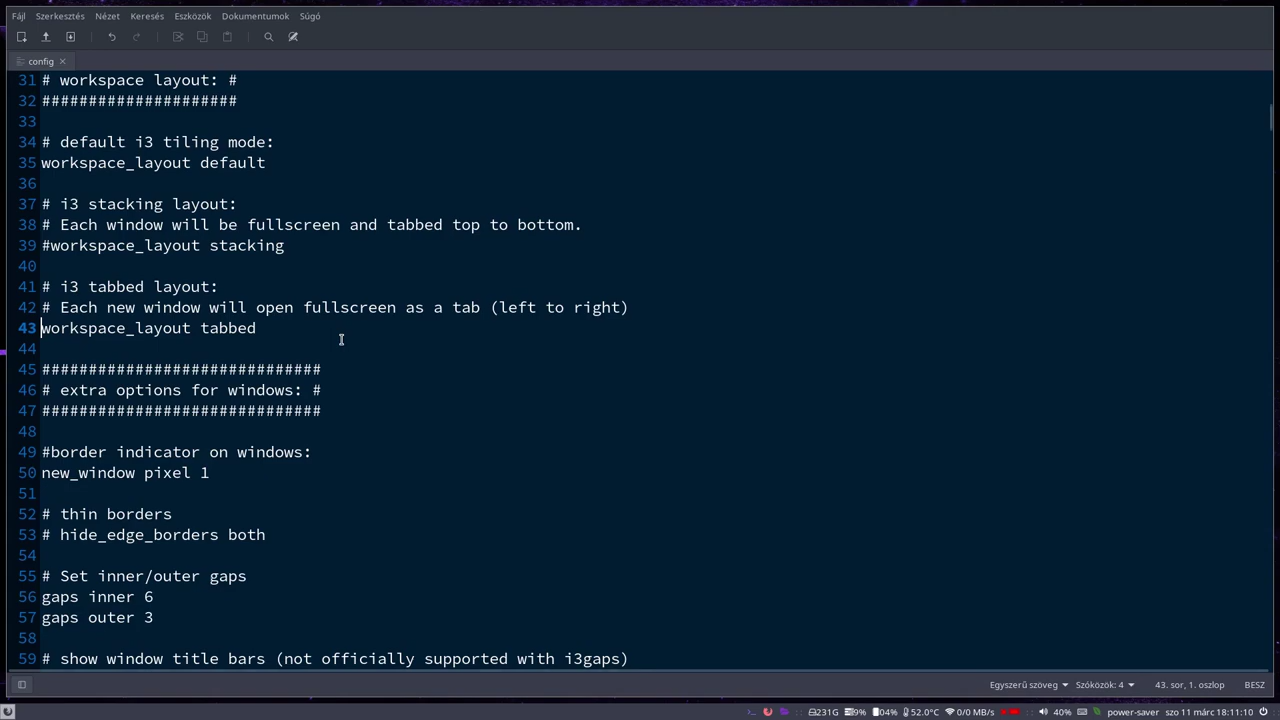 Fájl Szerkesztés Nézet Keresés Eszközök Dokumentumok Súgó
config
31 # workspace layout: #
32 #####################
33
34 # default i3 tiling mode:
35 workspace_layout default
36
37 # i3 stacking layout:
38 # Each window will be fullscreen and tabbed top to bottom.
39 #workspace_layout stacking
40
41 # i3 tabbed layout:
42 # Each new window will open fullscreen as a tab (left to right)
43 workspace_layout tabbed
44
45 ##############################
46 # extra options for windows: #
47 ##############################
48
49 #border indicator on windows:
50 new_window pixel 1
51
52 # thin borders
53 # hide_edge_borders both
54
55 # Set inner/outer gaps
56 gaps inner 6
57 gaps outer 3
58
59 # show window title bars (not officially supported with i3gaps)
Egyszerű szöveg Szóközök: 4 43. sor, 1. oszlop BESZ
231G 9% 04% 52.0°C 0/0 MB/s 40% power-saver szo 11 márc 18:11:10